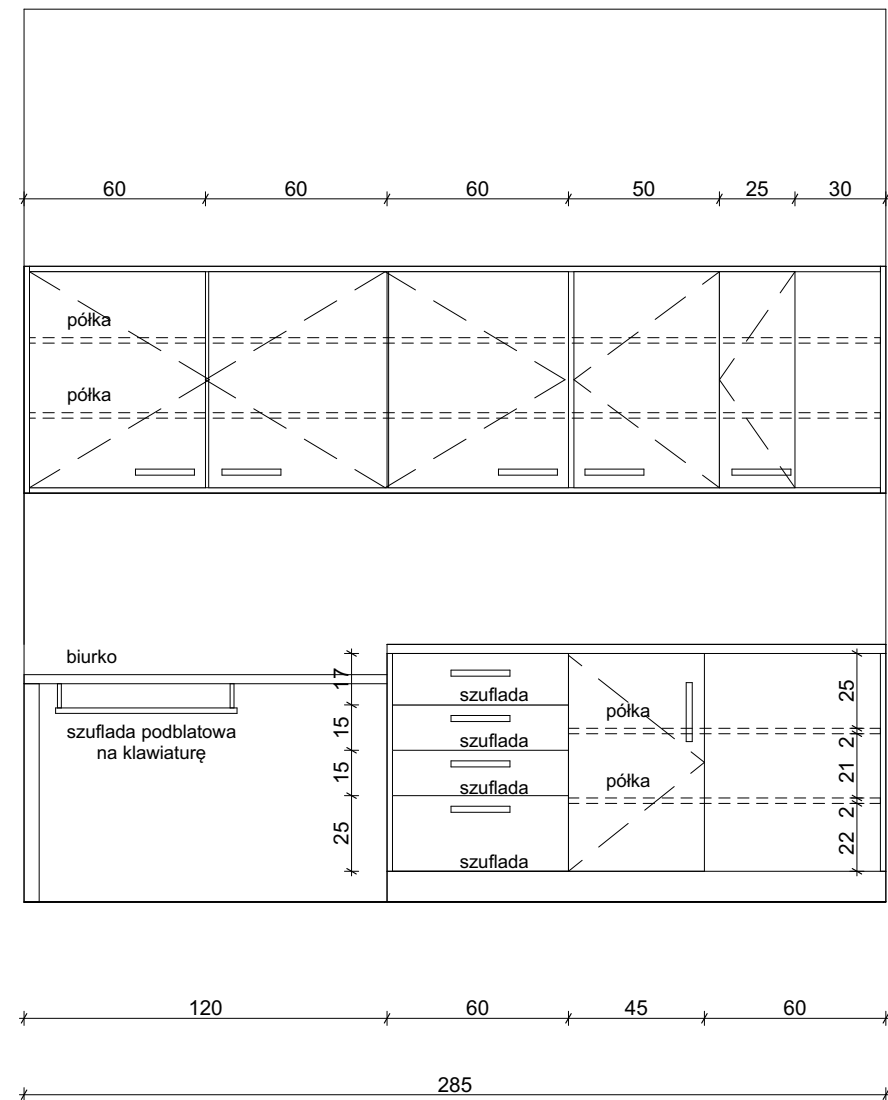 60 60 60 50 25 30
półka
półka
biurko
szuflada podblatowa
na klawiaturę
17
15
15
25
szuflada
szuflada
szuflada
szuflada
półka
półka
25
2
21
2
22
120 60 45 60
285